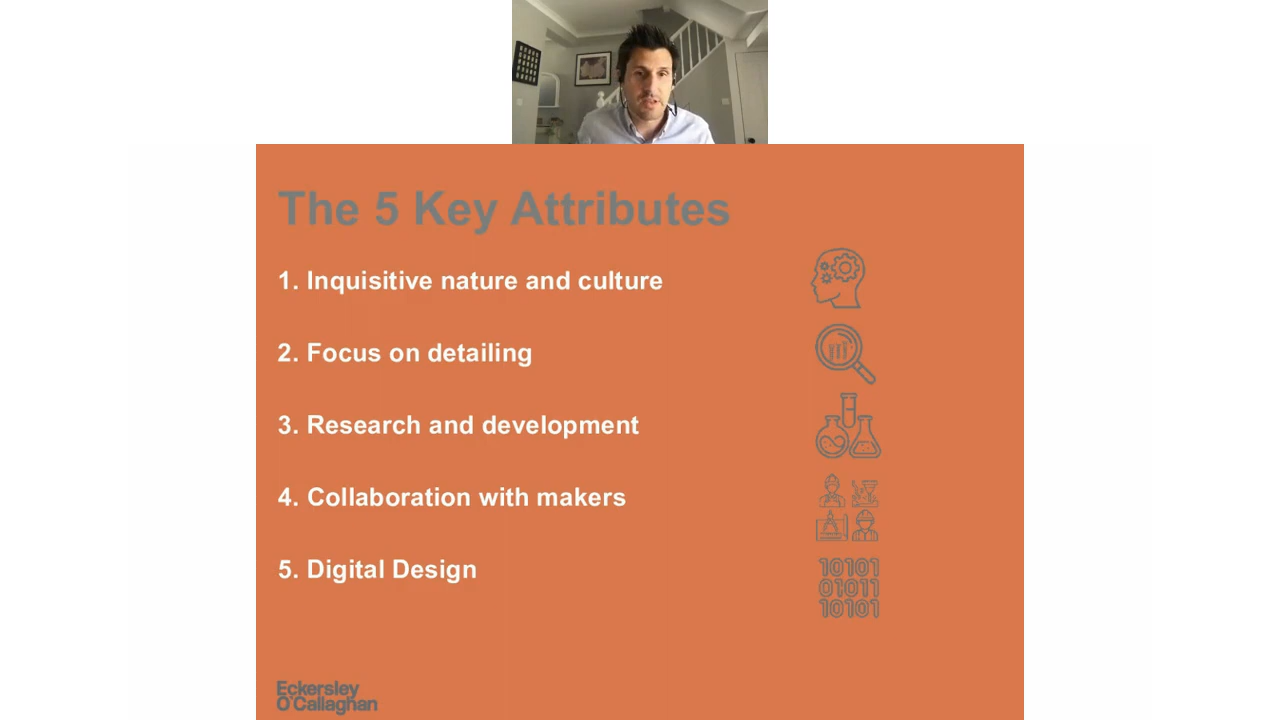 The 5 Key Attributes
1. Inquisitive nature and culture
2. Focus on detailing
3. Research and development
4. Collaboration with makers
5. Digital Design
10101
01011
10101
Eckersley
O'Callaghan